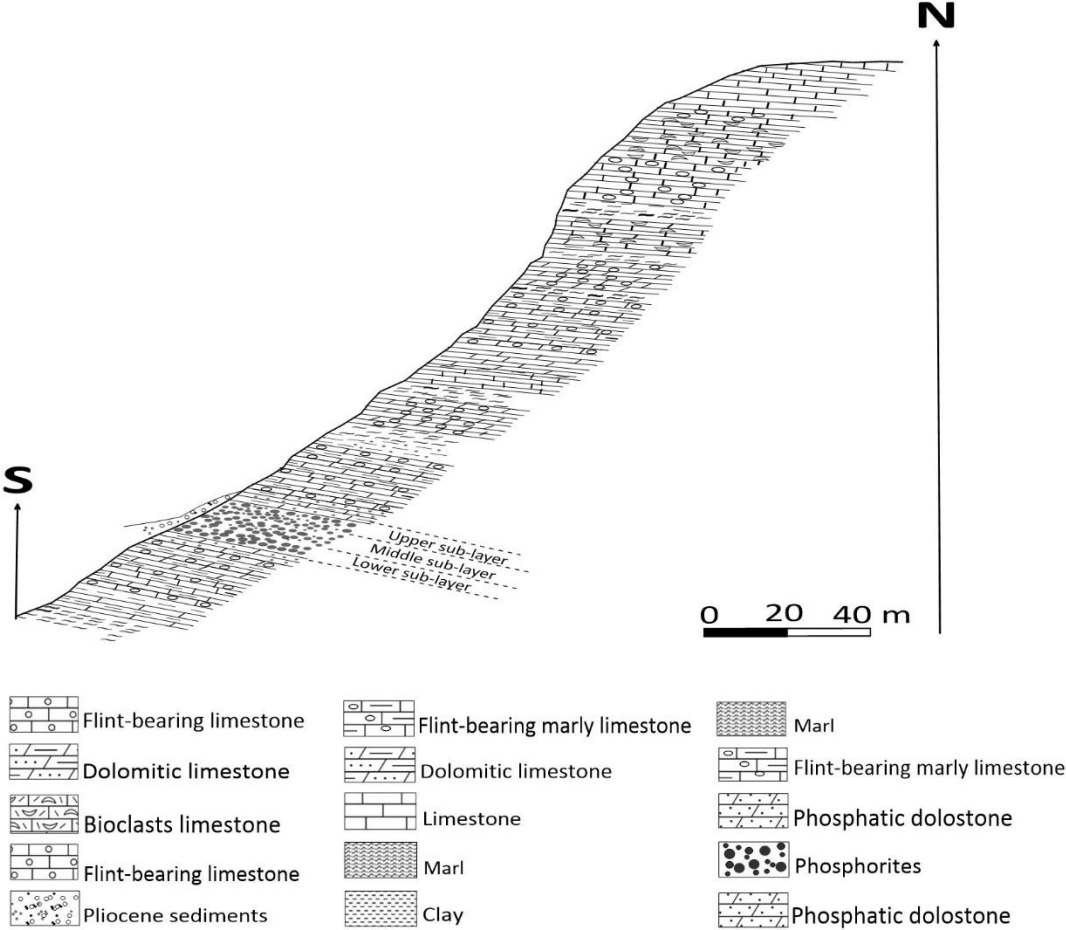 N
S
Upper sub-layer
Middle sub-layer
Lower sub-layer
0 20 40 m
Flint-bearing limestone
Dolomitic limestone
Bioclasts limestone
Flint-bearing limestone
Pliocene sediments
Flint-bearing marly limestone
Dolomitic limestone
Limestone
Marl
Clay
Marl
Flint-bearing marly limestone
Phosphatic dolostone
Phosphorites
Phosphatic dolostone